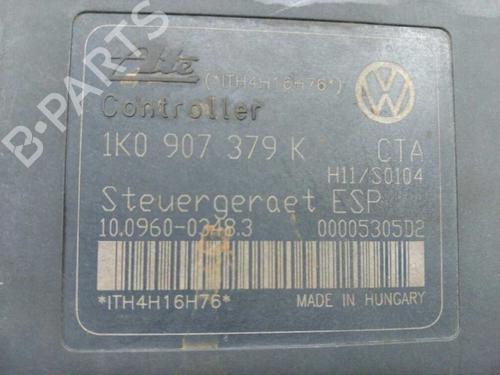 Ate (*ITH4H16H76*)
Controller
1K0 907 379 K CTA
H11/S0104
Steuergeraet ESP
10.0960-0348.3 00005305D2
*ITH4H16H76* MADE IN HUNGARY
B-PARTS